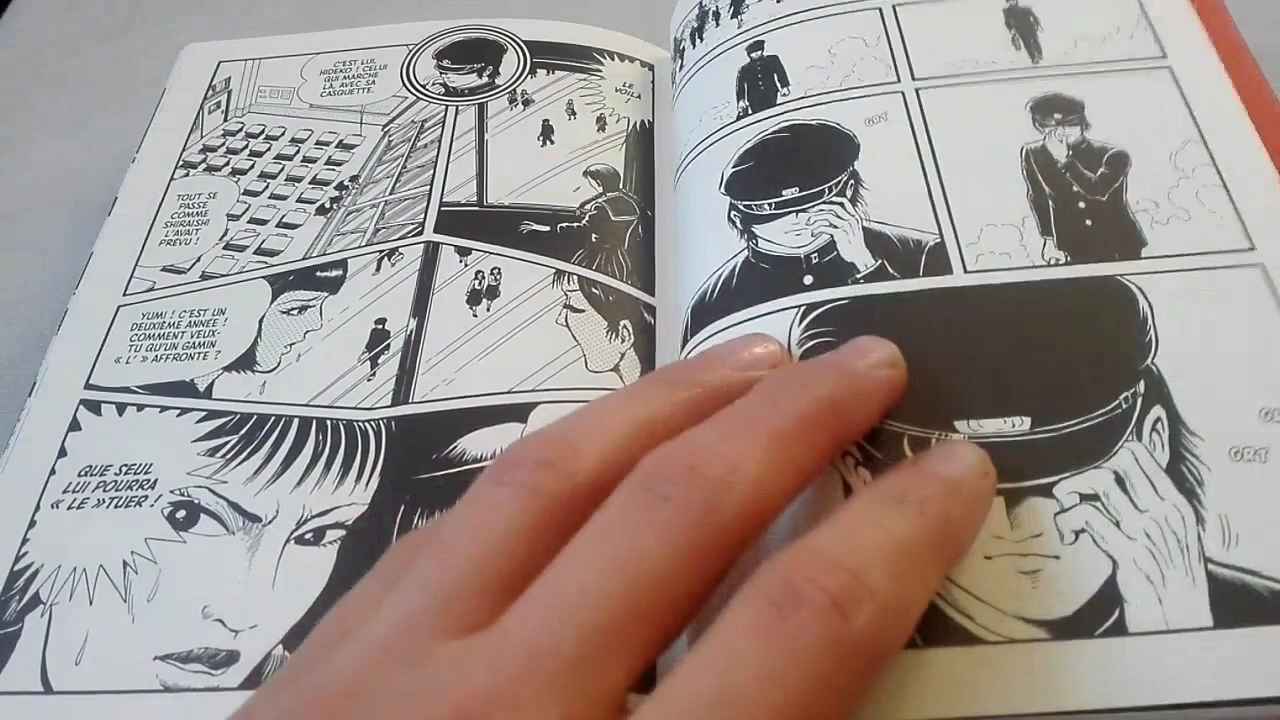 C'EST LUI,
HIDEKO ! CELUI
QUI MARCHE
LÀ, AVEC SA
CASQUETTE.
LE
VOILÀ
!
TOUT SE
PASSE
COMME
SHIRAISHI
L'AVAIT
PRÉVU !
YUMI ! C'EST UN
DEUXIÈME ANNÉE !
COMMENT VEUX-
TU QU'UN GAMIN
« L' » AFFRONTE ?
QUE SEUL
LUI POURRA
« LE » TUER !
GRT
GRT